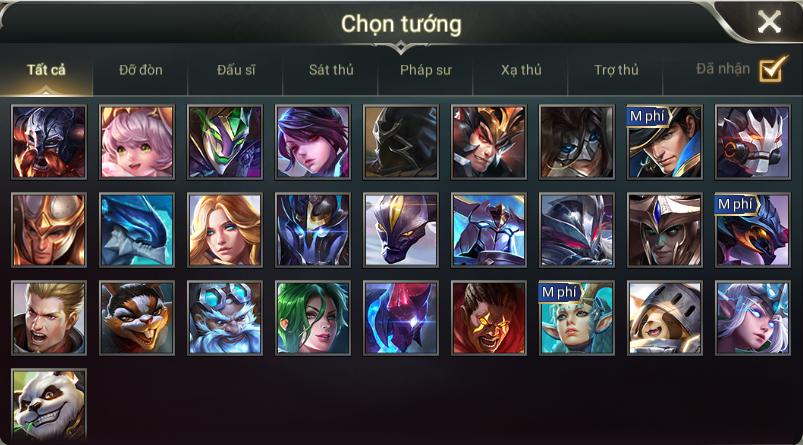 Chọn tướng
Tất cả Đỡ đòn Đấu sĩ Sát thủ Pháp sư Xạ thủ Trợ thủ Đã nhận
M phí
M phí
M phí